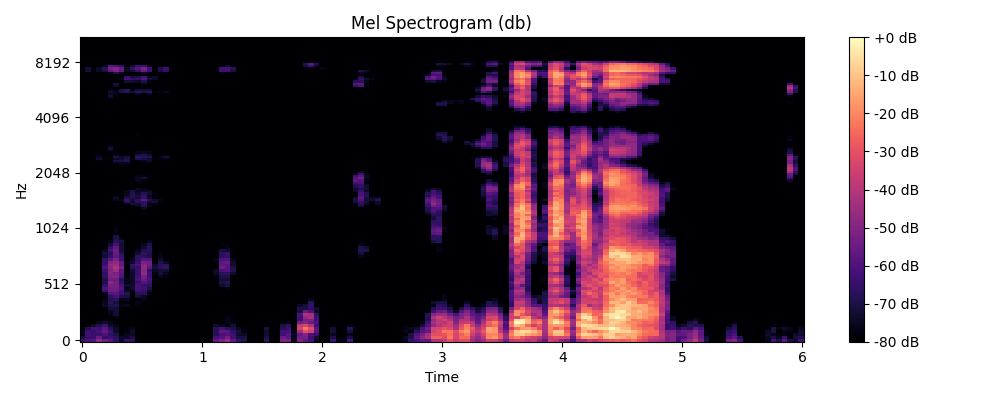 Mel Spectrogram (db)
Hz
8192
4096
2048
1024
512
0
0 1 2 3 4 5 6
Time
+0 dB
-10 dB
-20 dB
-30 dB
-40 dB
-50 dB
-60 dB
-70 dB
-80 dB